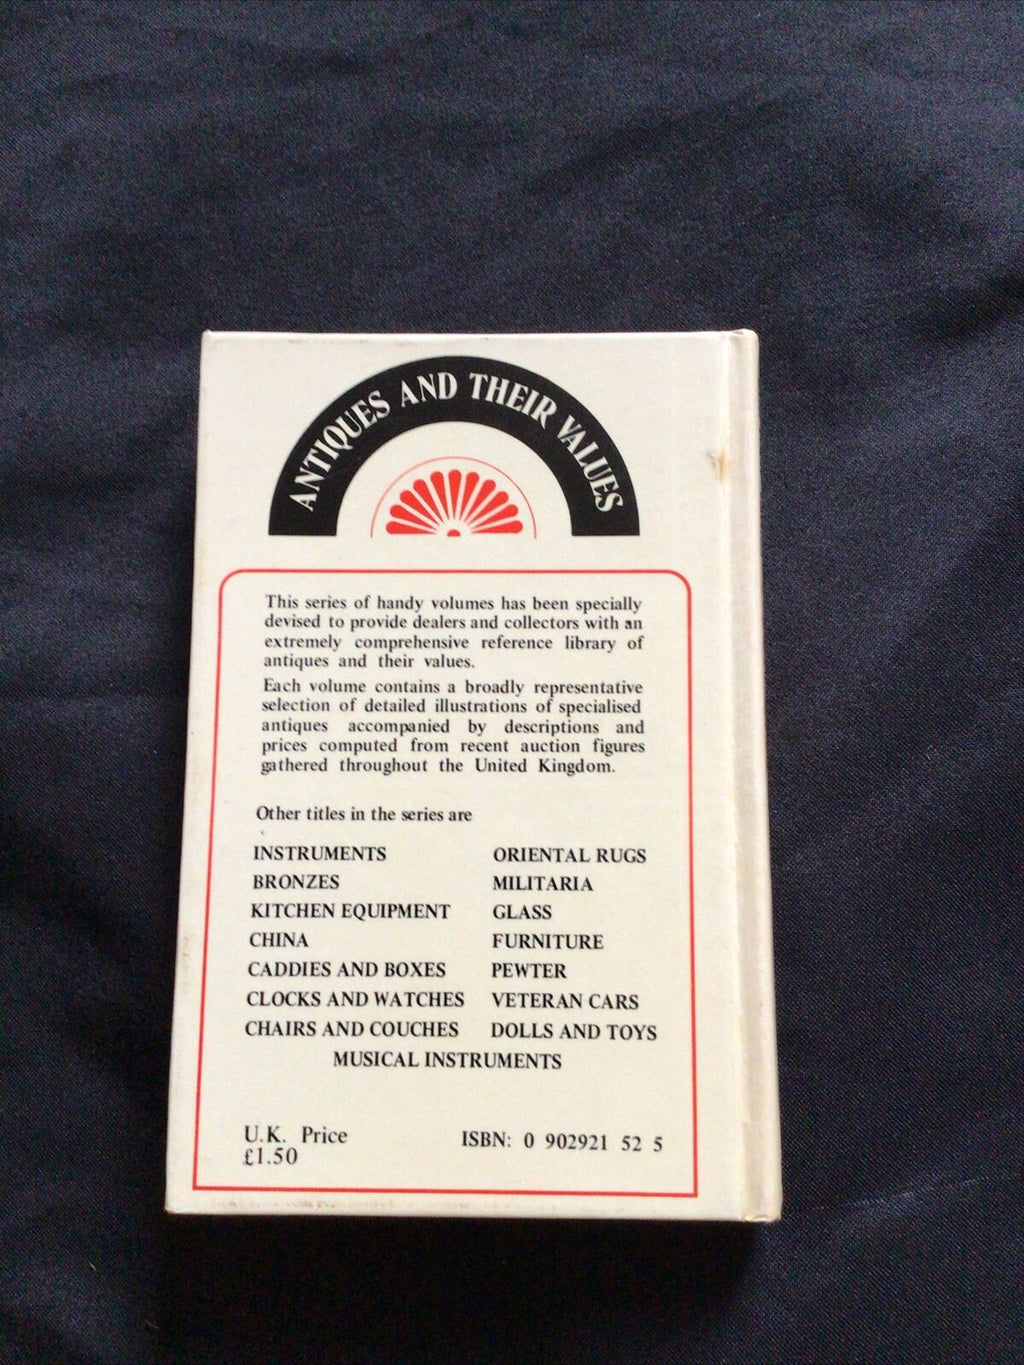 ANTIQUES AND THEIR VALUES
This series of handy volumes has been specially
devised to provide dealers and collectors with an
extremely comprehensive reference library of
antiques and their values.
Each volume contains a broadly representative
selection of detailed illustrations of specialised
antiques accompanied by descriptions and
prices computed from recent auction figures
gathered throughout the United Kingdom.
Other titles in the series are
INSTRUMENTS
BRONZES
KITCHEN EQUIPMENT
CHINA
CADDIES AND BOXES
CLOCKS AND WATCHES
CHAIRS AND COUCHES
ORIENTAL RUGS
MILITARIA
GLASS
FURNITURE
PEWTER
VETERAN CARS
DOLLS AND TOYS
MUSICAL INSTRUMENTS
U.K. Price
£1.50
ISBN: 0 902921 52 5